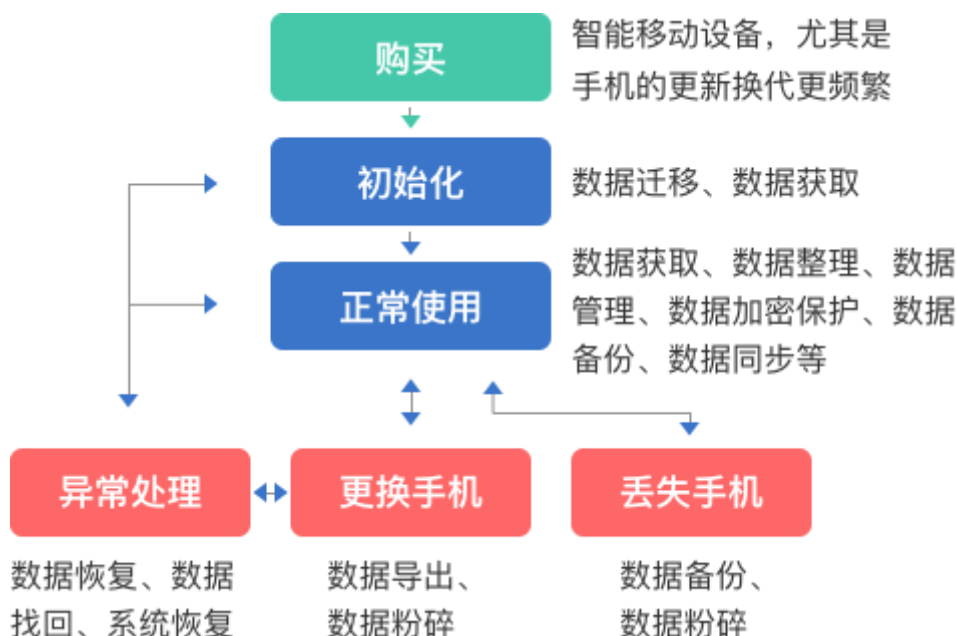 购买
智能移动设备，尤其是
手机的更新换代更频繁
初始化
数据迁移、数据获取
正常使用
数据获取、数据整理、数据
管理、数据加密保护、数据
备份、数据同步等
异常处理
更换手机
丢失手机
数据恢复、数据
找回、系统恢复
数据导出、
数据粉碎
数据备份、
数据粉碎